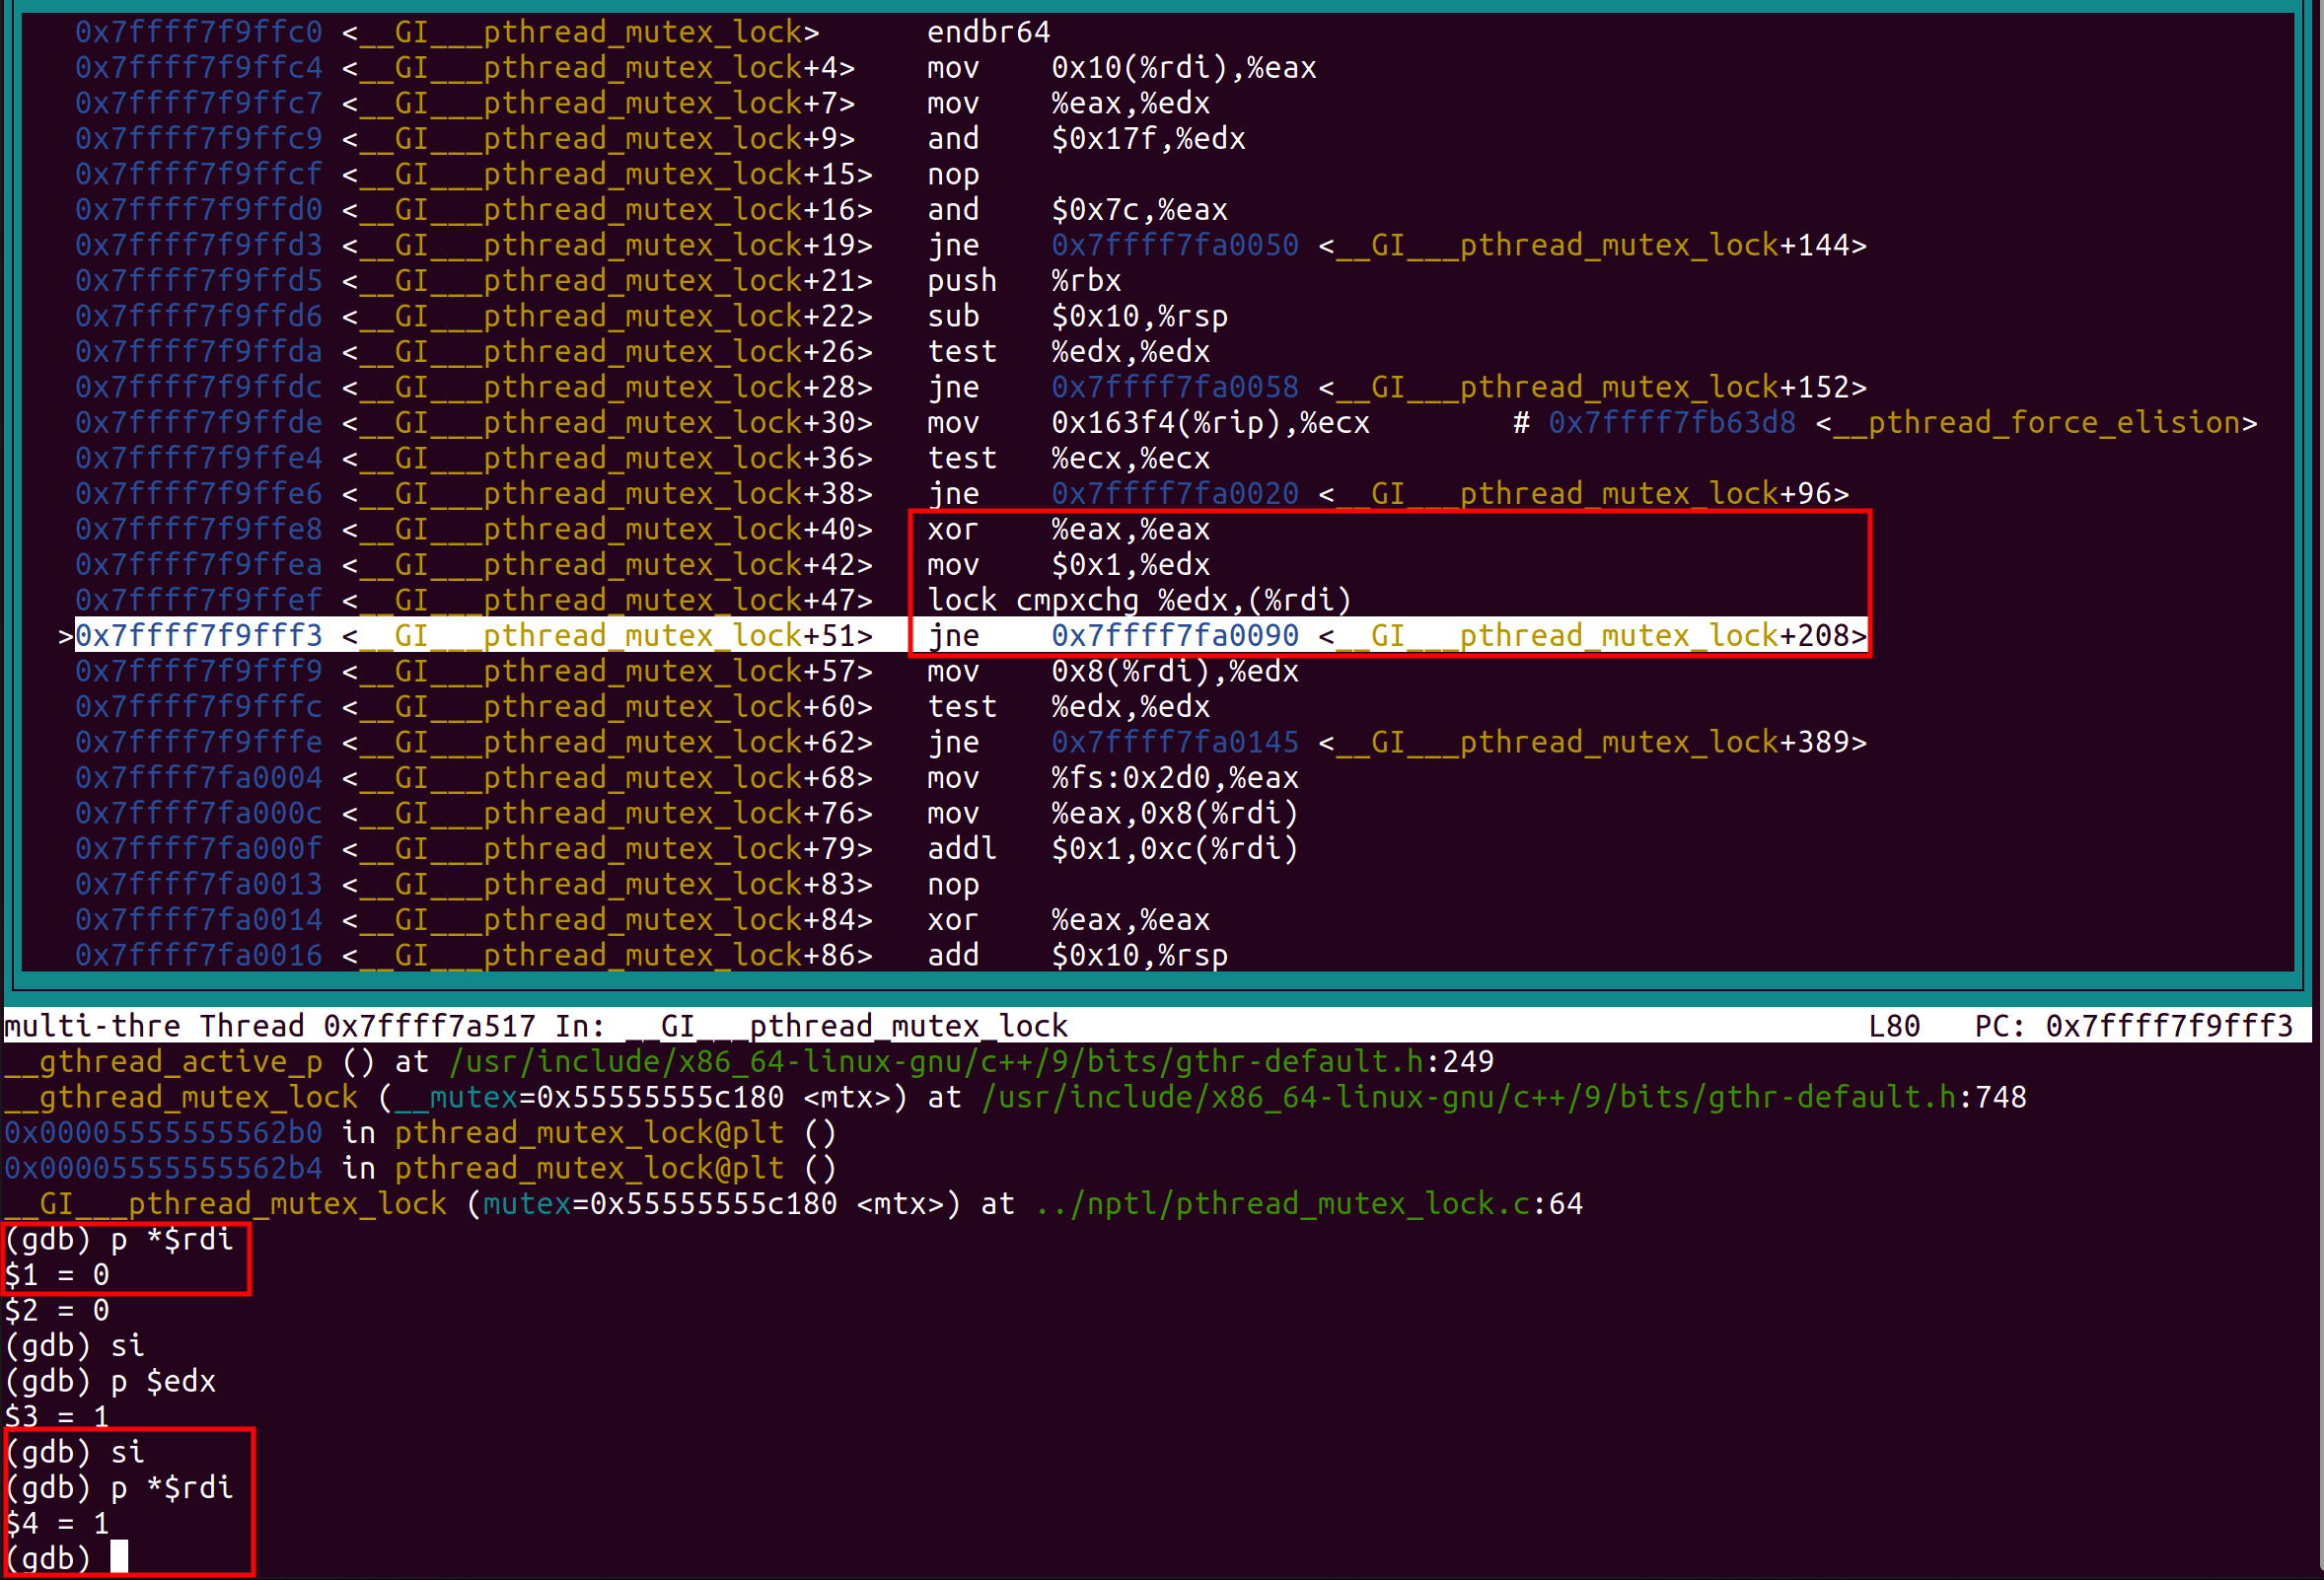 0x7ffff7f9ffc0 <__GI___pthread_mutex_lock>      endbr64
0x7ffff7f9ffc4 <__GI___pthread_mutex_lock+4>    mov    0x10(%rdi),%eax
0x7ffff7f9ffc7 <__GI___pthread_mutex_lock+7>    mov    %eax,%edx
0x7ffff7f9ffc9 <__GI___pthread_mutex_lock+9>    and    $0x17f,%edx
0x7ffff7f9ffcf <__GI___pthread_mutex_lock+15>   nop
0x7ffff7f9ffd0 <__GI___pthread_mutex_lock+16>   and    $0x7c,%eax
0x7ffff7f9ffd3 <__GI___pthread_mutex_lock+19>   jne    0x7ffff7fa0050 <__GI___pthread_mutex_lock+144>
0x7ffff7f9ffd5 <__GI___pthread_mutex_lock+21>   push   %rbx
0x7ffff7f9ffd6 <__GI___pthread_mutex_lock+22>   sub    $0x10,%rsp
0x7ffff7f9ffda <__GI___pthread_mutex_lock+26>   test   %edx,%edx
0x7ffff7f9ffdc <__GI___pthread_mutex_lock+28>   jne    0x7ffff7fa0058 <__GI___pthread_mutex_lock+152>
0x7ffff7f9ffde <__GI___pthread_mutex_lock+30>   mov    0x163f4(%rip),%ecx        # 0x7ffff7fb63d8 <__pthread_force_elision>
0x7ffff7f9ffe4 <__GI___pthread_mutex_lock+36>   test   %ecx,%ecx
0x7ffff7f9ffe6 <__GI___pthread_mutex_lock+38>   jne    0x7ffff7fa0020 <__GI___pthread_mutex_lock+96>
0x7ffff7f9ffe8 <__GI___pthread_mutex_lock+40>   xor    %eax,%eax
0x7ffff7f9ffea <__GI___pthread_mutex_lock+42>   mov    $0x1,%edx
0x7ffff7f9ffef <__GI___pthread_mutex_lock+47>   lock cmpxchg %edx,(%rdi)
>0x7ffff7f9fff3 <__GI___pthread_mutex_lock+51>   jne    0x7ffff7fa0090 <__GI___pthread_mutex_lock+208>
0x7ffff7f9fff9 <__GI___pthread_mutex_lock+57>   mov    0x8(%rdi),%edx
0x7ffff7f9fffc <__GI___pthread_mutex_lock+60>   test   %edx,%edx
0x7ffff7f9fffe <__GI___pthread_mutex_lock+62>   jne    0x7ffff7fa0145 <__GI___pthread_mutex_lock+389>
0x7ffff7fa0004 <__GI___pthread_mutex_lock+68>   mov    %fs:0x2d0,%eax
0x7ffff7fa000c <__GI___pthread_mutex_lock+76>   mov    %eax,0x8(%rdi)
0x7ffff7fa000f <__GI___pthread_mutex_lock+79>   addl   $0x1,0xc(%rdi)
0x7ffff7fa0013 <__GI___pthread_mutex_lock+83>   nop
0x7ffff7fa0014 <__GI___pthread_mutex_lock+84>   xor    %eax,%eax
0x7ffff7fa0016 <__GI___pthread_mutex_lock+86>   add    $0x10,%rsp
multi-thre Thread 0x7ffff7a517 In: __GI___pthread_mutex_lock    L80   PC: 0x7ffff7f9fff3
__gthread_active_p () at /usr/include/x86_64-linux-gnu/c++/9/bits/gthr-default.h:249
__gthread_mutex_lock (__mutex=0x55555555c180 <mtx>) at /usr/include/x86_64-linux-gnu/c++/9/bits/gthr-default.h:748
0x00005555555562b0 in pthread_mutex_lock@plt ()
0x00005555555562b4 in pthread_mutex_lock@plt ()
__GI___pthread_mutex_lock (mutex=0x55555555c180 <mtx>) at ../nptl/pthread_mutex_lock.c:64
(gdb) p *$rdi
$1 = 0
$2 = 0
(gdb) si
(gdb) p $edx
$3 = 1
(gdb) si
(gdb) p *$rdi
$4 = 1
(gdb)